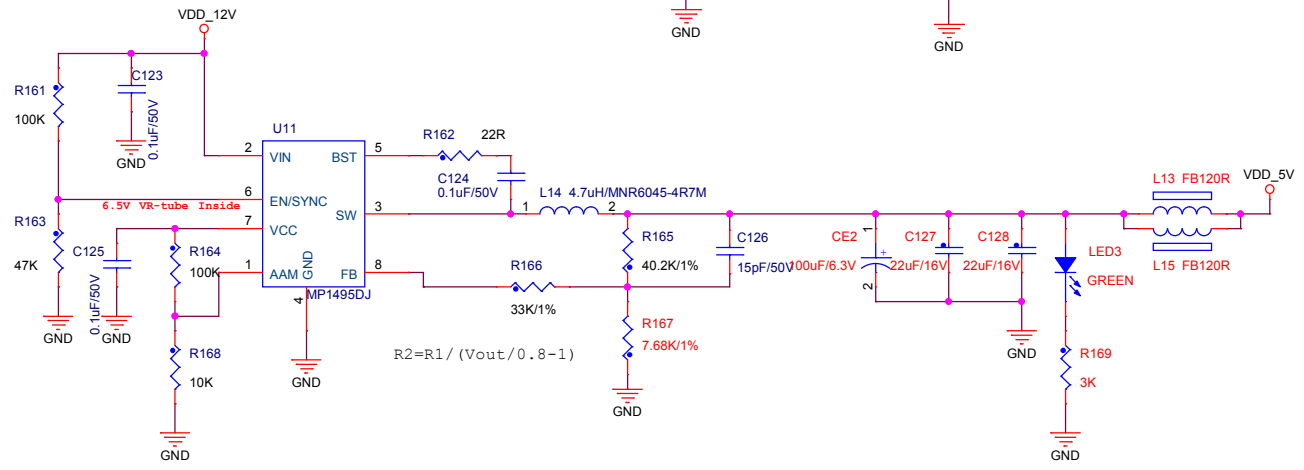 GND
GND
VDD_12V
R161
100K
C123
0.1uF/50V
GND
U11
2
VIN
BST
5
6
EN/SYNC
SW
3
7
VCC
1
AAM
GND
4
FB
8
MP1495DJ
GND
6.5V VR-tube Inside
R163
47K
GND
C125
0.1uF/50V
GND
R164
100K
R168
10K
GND
R162
22R
C124
0.1uF/50V
L14 4.7uH/MNR6045-4R7M
1
2
R165
40.2K/1%
C126
15pF/50V
R166
33K/1%
R167
7.68K/1%
GND
R2=R1/(Vout/0.8-1)
CE2
1
+
100uF/6.3V
2
C127
22uF/16V
C128
22uF/16V
GND
LED3
GREEN
R169
3K
GND
L13 FB120R
L15 FB120R
VDD_5V